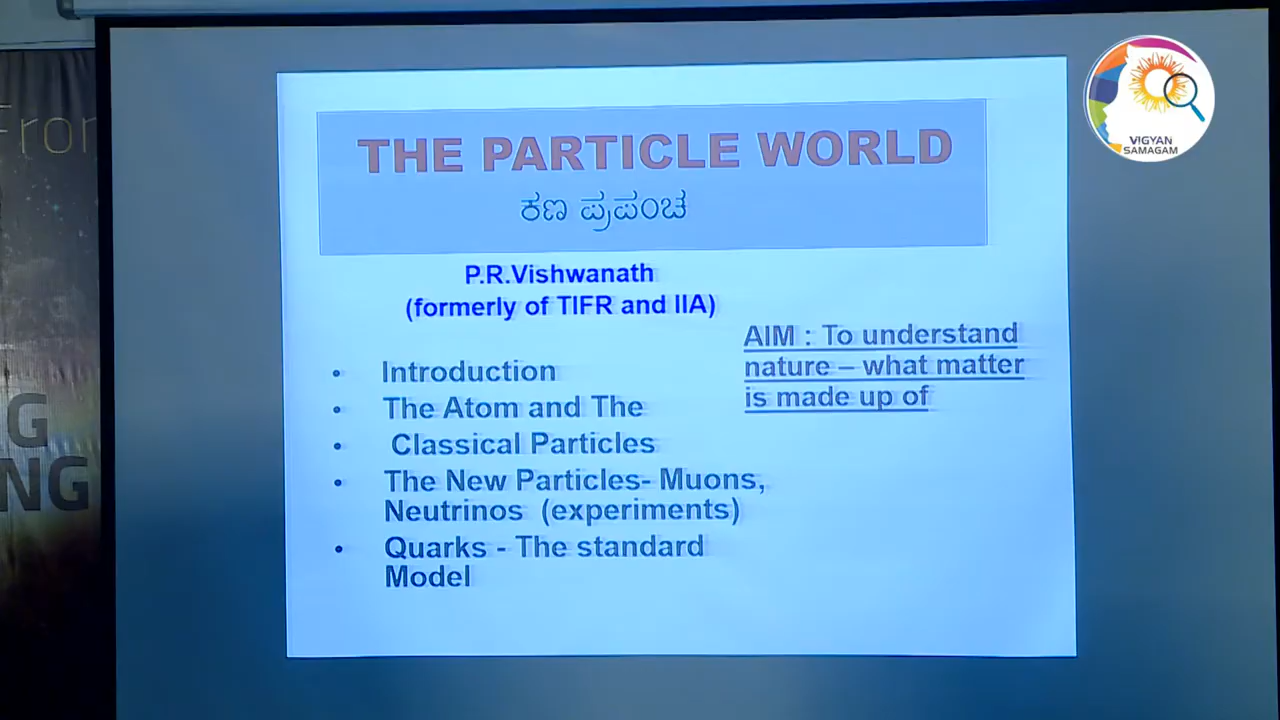 THE PARTICLE WORLD
ಕಣ ಪ್ರಪಂಚ
P.R.Vishwanath
(formerly of TIFR and IIA)
AIM : To understand
nature – what matter
is made up of
• Introduction
• The Atom and The
• Classical Particles
• The New Particles- Muons,
Neutrinos (experiments)
• Quarks - The standard
Model
VIGYAN
SAMAGAM